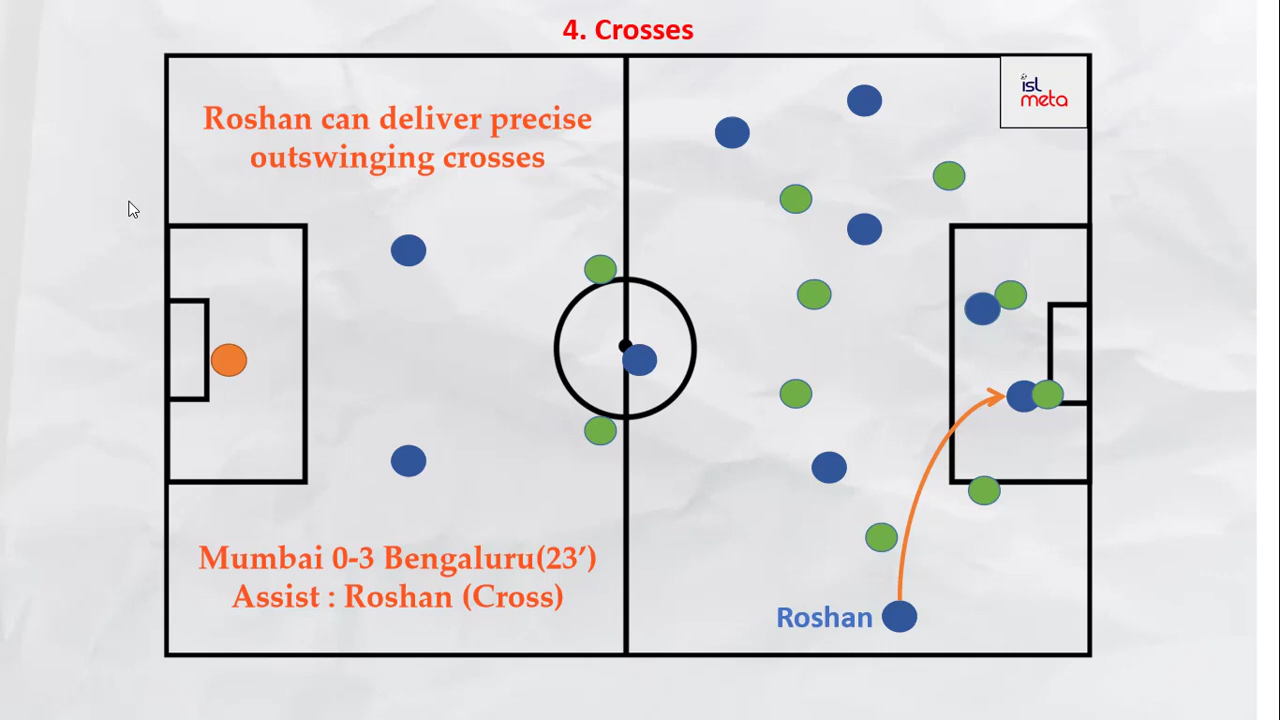 4. Crosses
isl
meta
Roshan can deliver precise
outswinging crosses
Mumbai 0-3 Bengaluru(23’)
Assist : Roshan (Cross)
Roshan